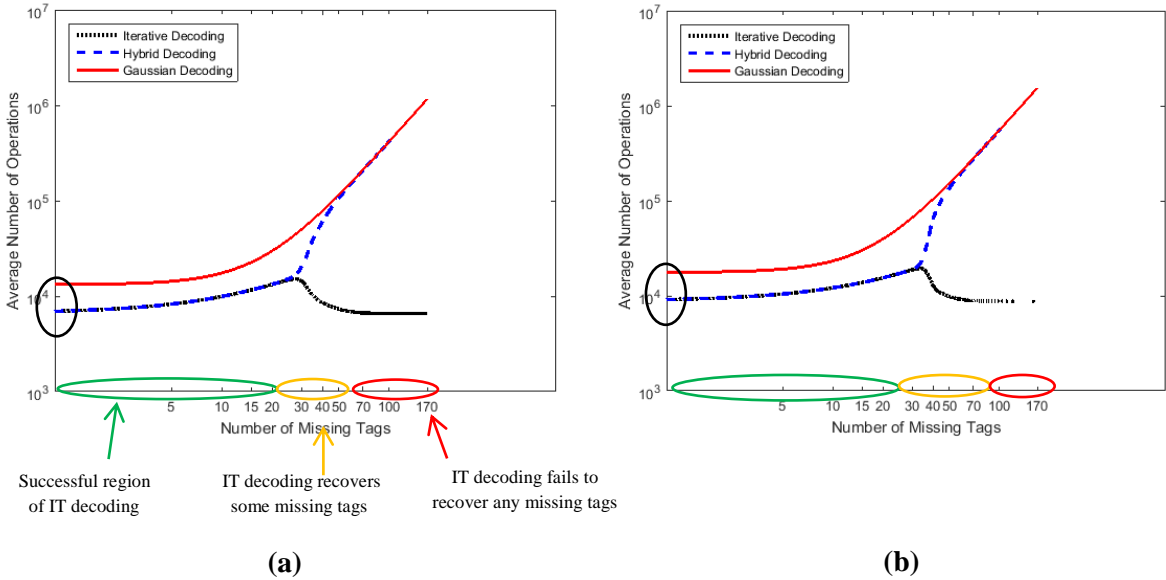 10^7
Iterative Decoding
Hybrid Decoding
Gaussian Decoding
10^6
10^5
10^4
10^3
Average Number of Operations
5 10 15 20 30 40 50 70 100 170
Number of Missing Tags
Successful region
of IT decoding
IT decoding recovers
some missing tags
IT decoding fails to
recover any missing tags
(a)
10^7
Iterative Decoding
Hybrid Decoding
Gaussian Decoding
10^6
10^5
10^4
10^3
Average Number of Operations
5 10 15 20 30 40 50 70 100 170
Number of Missing Tags
(b)